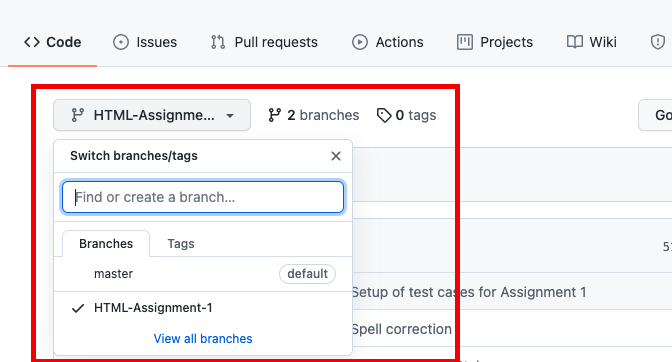 Code Issues Pull requests Actions Projects Wiki
HTML-Assignme... 2 branches 0 tags Go
Switch branches/tags
Find or create a branch...
Branches Tags
master default
HTML-Assignment-1
Setup of test cases for Assignment 1
Spell correction
View all branches